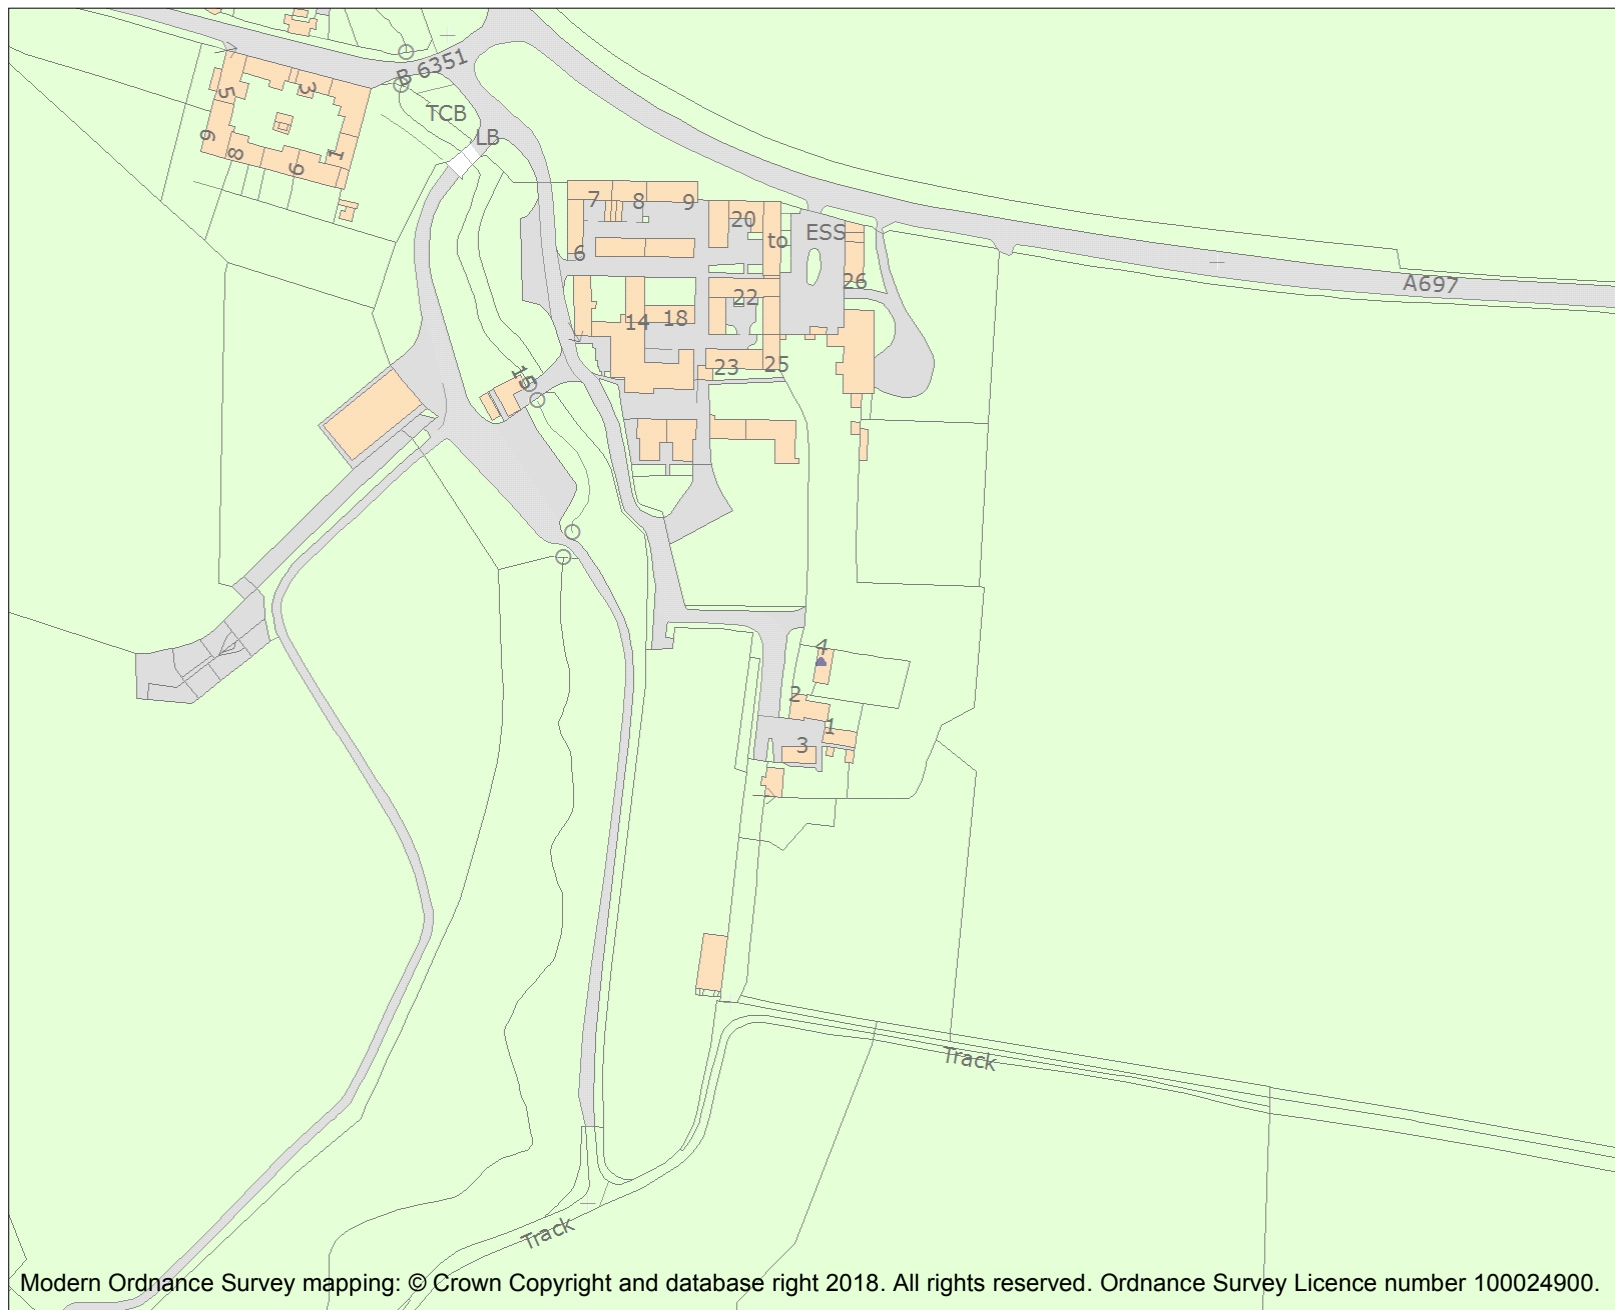 B 6351
TCB
LB
5
3
9
8
6
1
7
8
9
20
to
ESS
6
26
A697
22
14
18
23
25
15
4
2
1
3
Track
Track
Modern Ordnance Survey mapping: © Crown Copyright and database right 2018. All rights reserved. Ordnance Survey Licence number 100024900.